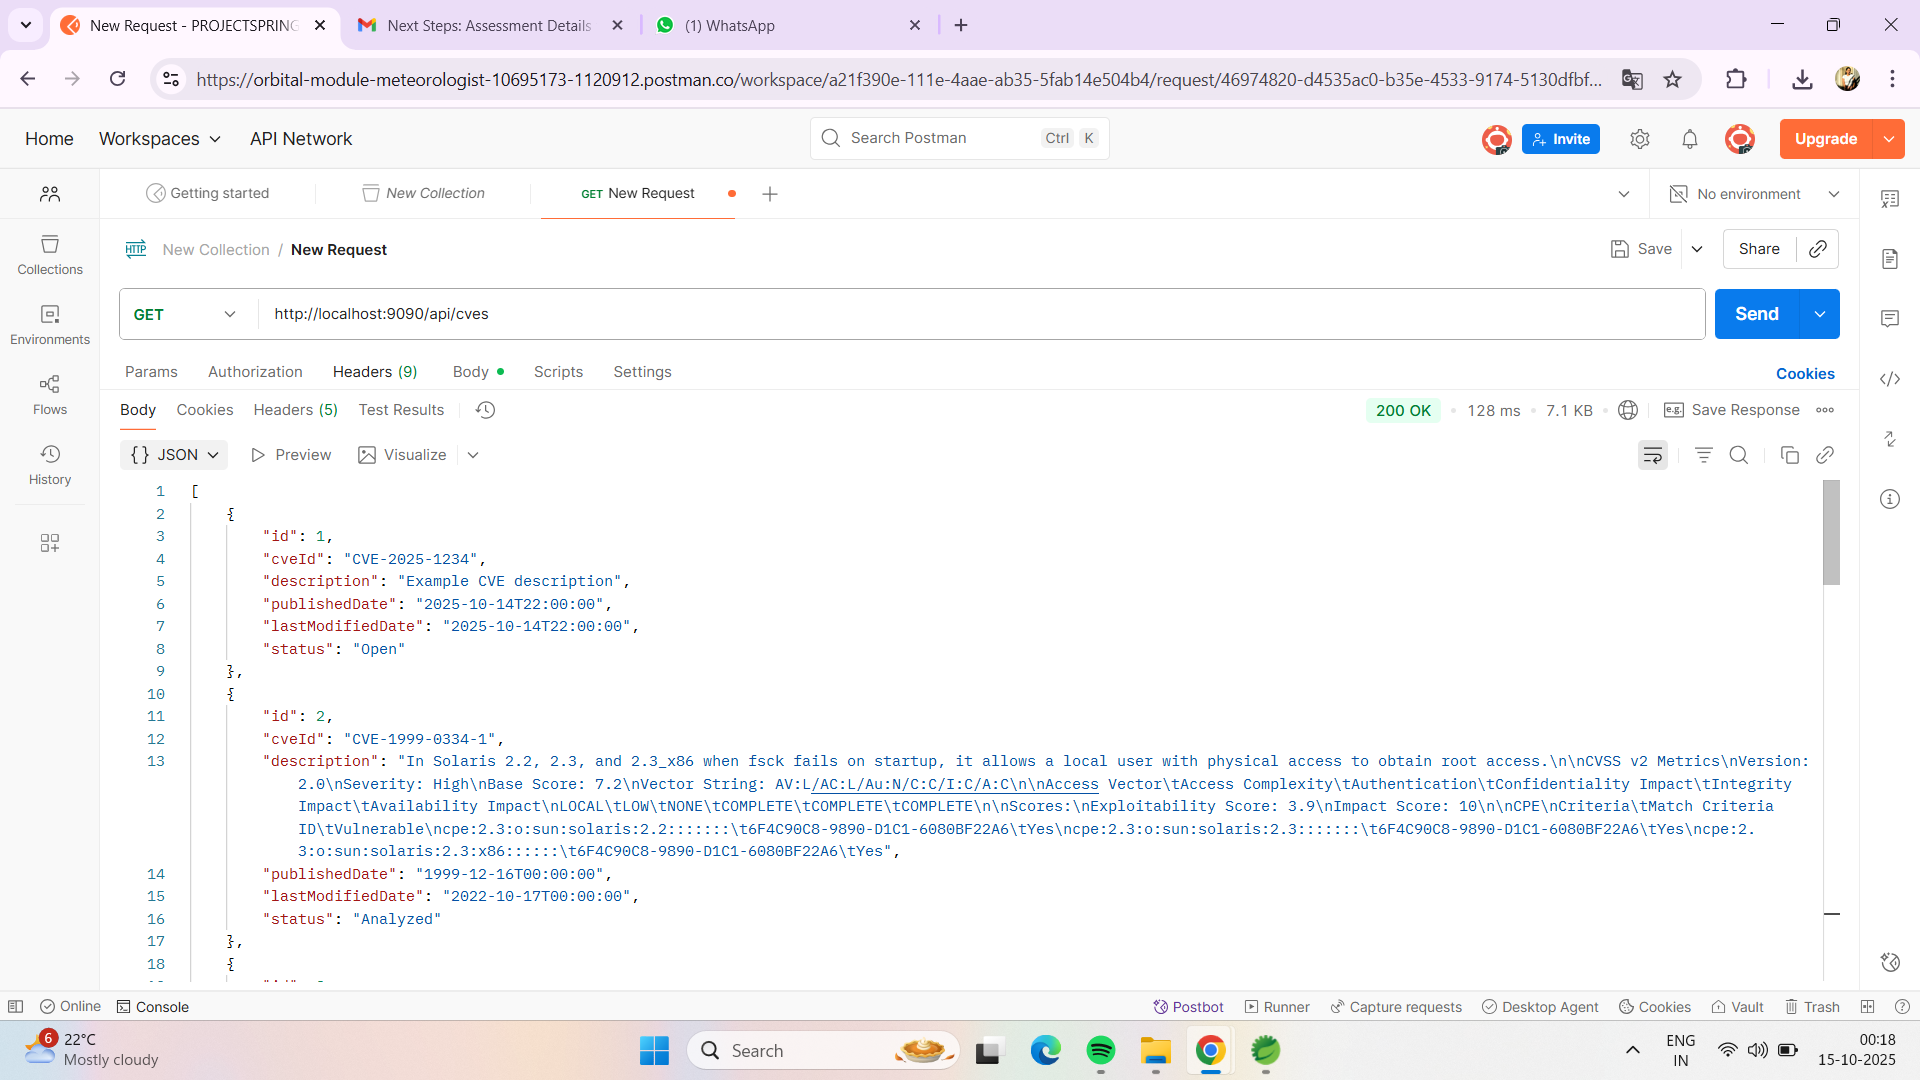 New Request - PROJECTSPRING
Next Steps: Assessment Details
(1) WhatsApp
https://orbital-module-meteorologist-10695173-1120912.postman.co/workspace/a21f390e-111e-4aae-ab35-5fab14e504b4/request/46974820-d4535ac0-b35e-4533-9174-5130dfbf...
Home
Workspaces
API Network
Search Postman
Ctrl
K
Invite
Upgrade
Getting started
New Collection
GET New Request
No environment
Collections
Environments
Flows
History
HTTP
New Collection / New Request
Save
Share
GET
http://localhost:9090/api/cves
Send
Params
Authorization
Headers (9)
Body
Scripts
Settings
Cookies
Body
Cookies
Headers (5)
Test Results
200 OK
128 ms
7.1 KB
e.g.
Save Response
{} JSON
Preview
Visualize
1 [
2 {
3 "id": 1,
4 "cveId": "CVE-2025-1234",
5 "description": "Example CVE description",
6 "publishedDate": "2025-10-14T22:00:00",
7 "lastModifiedDate": "2025-10-14T22:00:00",
8 "status": "Open"
9 },
10 {
11 "id": 2,
12 "cveId": "CVE-1999-0334-1",
13 "description": "In Solaris 2.2, 2.3, and 2.3_x86 when fsck fails on startup, it allows a local user with physical access to obtain root access.\n\nCVSS v2 Metrics\nVersion:
2.0\nSeverity: High\nBase Score: 7.2\nVector String: AV:L/AC:L/Au:N/C:C/I:C/A:C\n\nAccess Vector\tAccess Complexity\tAuthentication\tConfidentiality Impact\tIntegrity
Impact\tAvailability Impact\nLOCAL\tLOW\tNONE\tCOMPLETE\tCOMPLETE\tCOMPLETE\n\nScores:\nExploitability Score: 3.9\nImpact Score: 10\n\nCPE\nCriteria\tMatch Criteria
ID\tVulnerable\ncpe:2.3:o:sun:solaris:2.2:::::::\t6F4C90C8-9890-D1C1-6080BF22A6\tYes\ncpe:2.3:o:sun:solaris:2.3:::::::\t6F4C90C8-9890-D1C1-6080BF22A6\tYes\ncpe:2.
3:o:sun:solaris:2.3:x86::::::\t6F4C90C8-9890-D1C1-6080BF22A6\tYes",
14 "publishedDate": "1999-12-16T00:00:00",
15 "lastModifiedDate": "2022-10-17T00:00:00",
16 "status": "Analyzed"
17 },
18 {
Online
Console
Postbot
Runner
Capture requests
Desktop Agent
Cookies
Vault
Trash
6
22°C
Mostly cloudy
Search
ENG
IN
00:18
15-10-2025